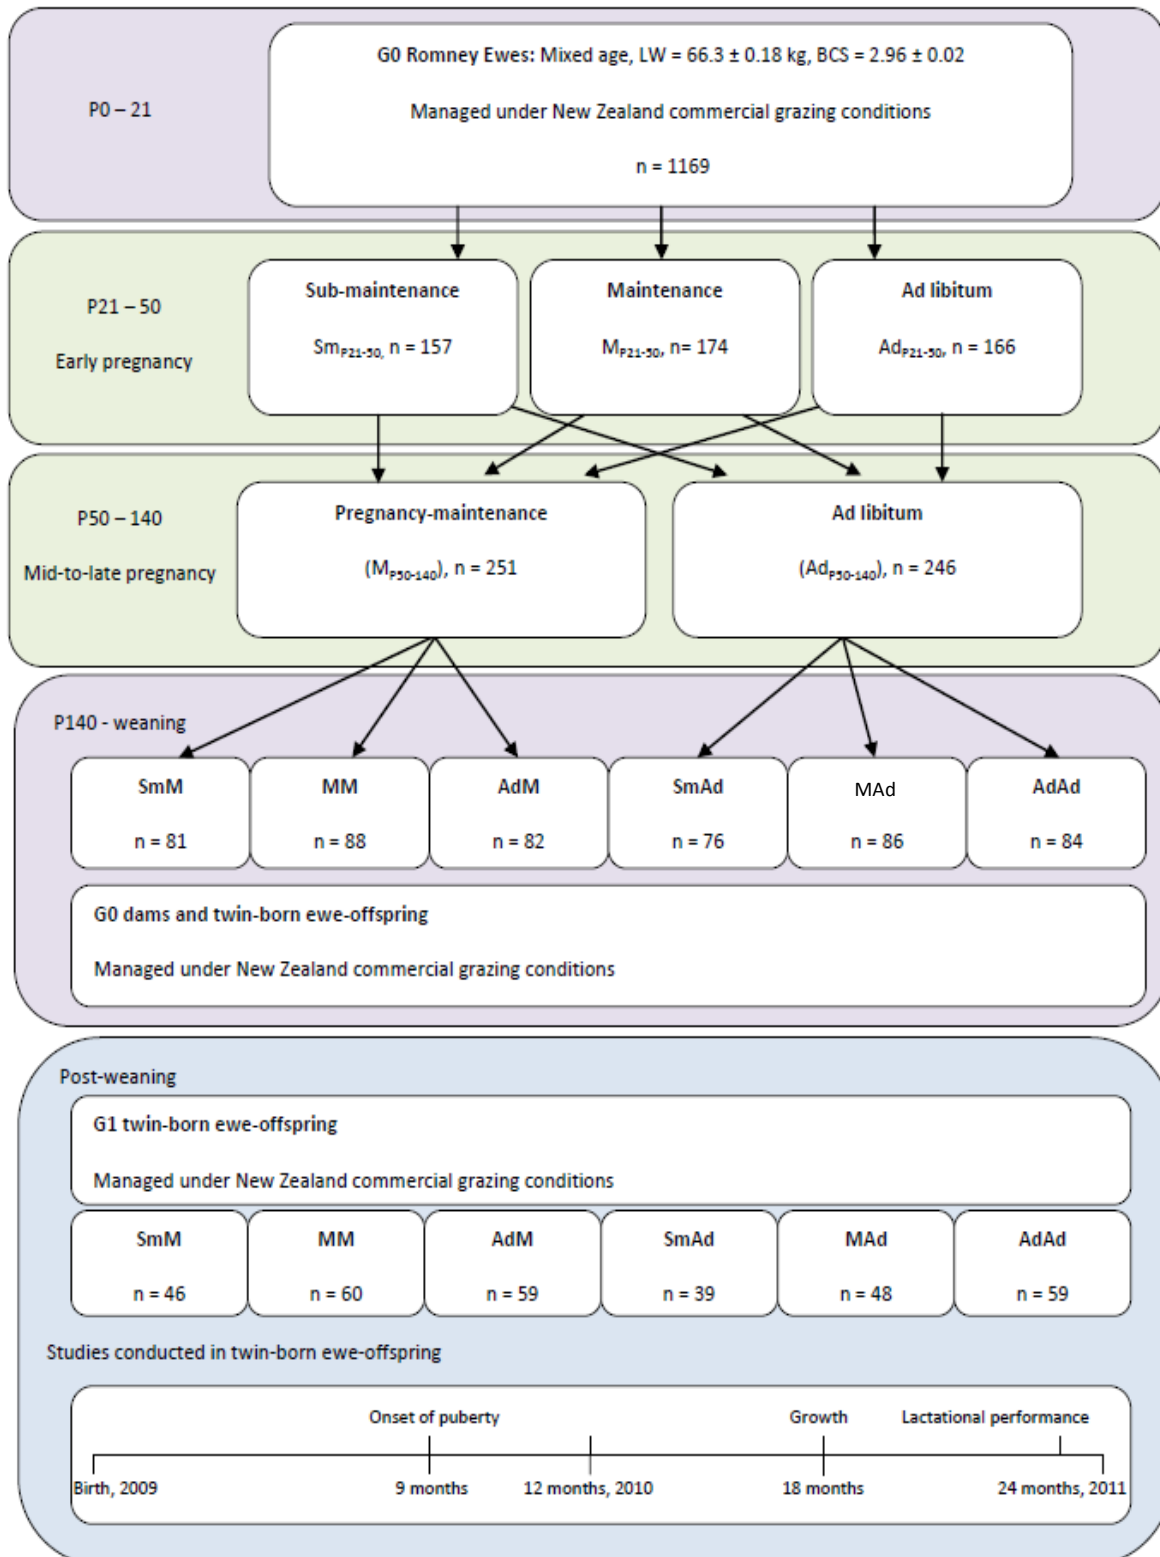 G0 Romney Ewes: Mixed age, LW = 66.3 ± 0.18 kg, BCS = 2.96 ± 0.02
P0 – 21
Managed under New Zealand commercial grazing conditions
n = 1169
P21 – 50
Early pregnancy
Sub-maintenance
SmP21-50, n = 157
Maintenance
MP21-50, n= 174
Ad libitum
AdP21-50, n = 166
P50 – 140
Mid-to-late pregnancy
Pregnancy-maintenance
(MP50-140), n = 251
Ad libitum
(AdP50-140), n = 246
P140 - weaning
SmM
n = 81
MM
n = 88
AdM
n = 82
SmAd
n = 76
MAd
n = 86
AdAd
n = 84
G0 dams and twin-born ewe-offspring
Managed under New Zealand commercial grazing conditions
Post-weaning
G1 twin-born ewe-offspring
Managed under New Zealand commercial grazing conditions
SmM
n = 46
MM
n = 60
AdM
n = 59
SmAd
n = 39
MAd
n = 48
AdAd
n = 59
Studies conducted in twin-born ewe-offspring
Onset of puberty
Growth
Lactational performance
Birth, 2009
9 months
12 months, 2010
18 months
24 months, 2011